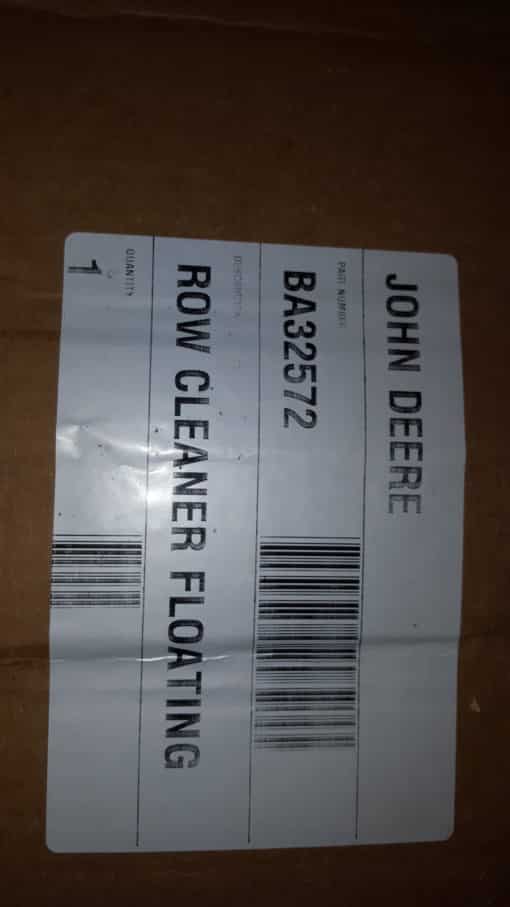 JOHN DEERE
PART NUMBER
BA32572
DESCRIPTION
ROW CLEANER FLOATING
QUANTITY
1